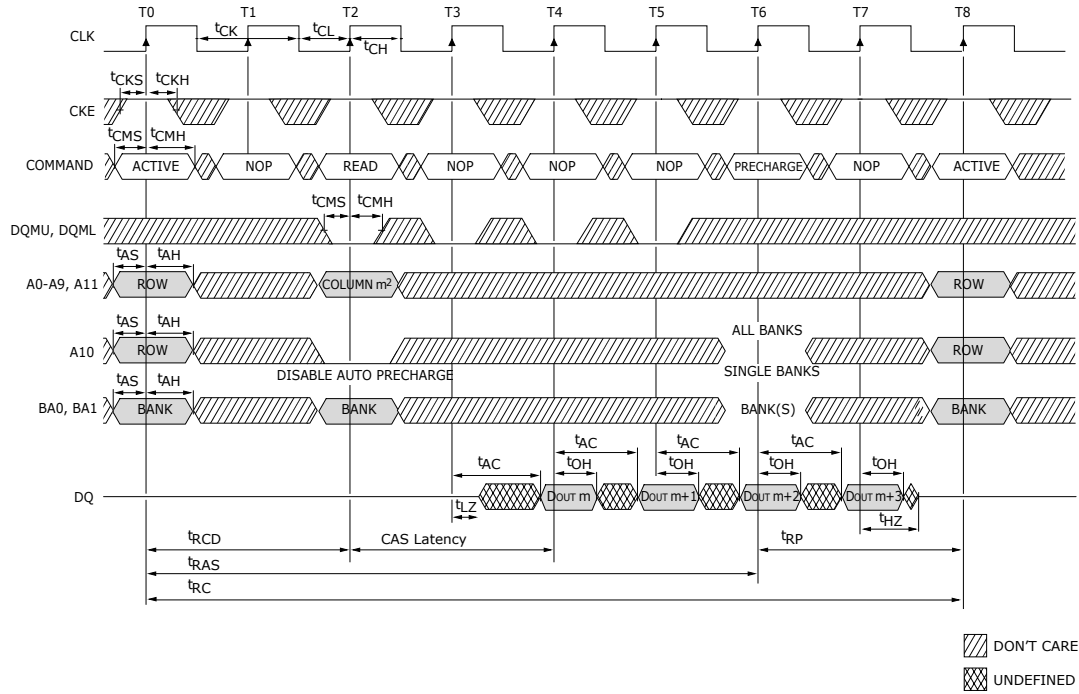 T0 T1 T2 T3 T4 T5 T6 T7 T8
CLK
tCK tCL tCH
tCKS tCKH
CKE
tCMS tCMH
COMMAND ACTIVE NOP READ NOP NOP NOP PRECHARGE NOP ACTIVE
tCMS tCMH
DQMU, DQML
tAS tAH
A0-A9, A11 ROW COLUMN m2 ROW
tAS tAH
ALL BANKS
A10 ROW ROW
DISABLE AUTO PRECHARGE SINGLE BANKS
tAS tAH
BA0, BA1 BANK BANK BANK(S) BANK
tAC tAC tAC
tAC tOH tOH tOH tOH
DQ DOUT m DOUT m+1 DOUT m+2 DOUT m+3
tLZ tHZ
tRCD CAS Latency tRP
tRAS
tRC
DON'T CARE
UNDEFINED